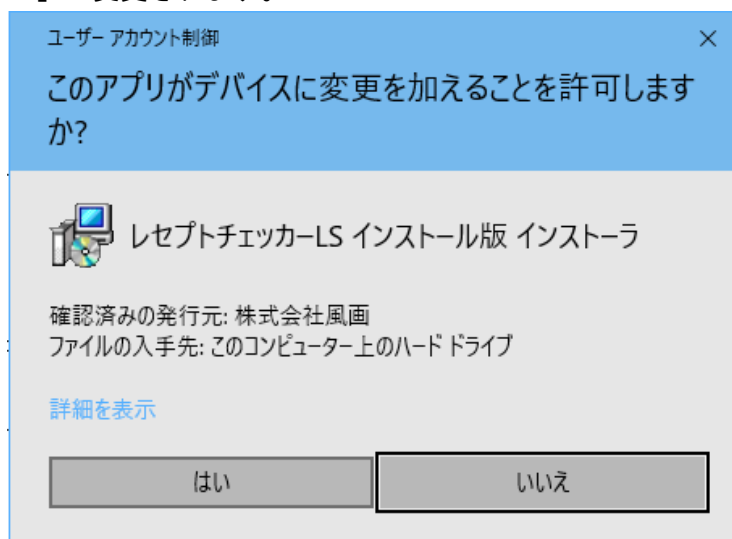 ユーザー アカウント制御
このアプリがデバイスに変更を加えることを許可します
か?
レセプトチェッカーLS インストール版 インストーラ
確認済みの発行元: 株式会社風画
ファイルの入手先: このコンピューター上のハード ドライブ
詳細を表示
はい
いいえ